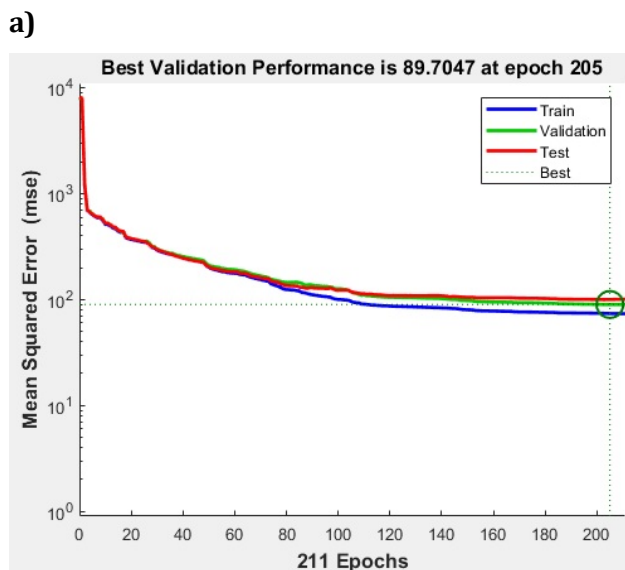 a)
Best Validation Performance is 89.7047 at epoch 205
Train
Validation
Test
Best
Mean Squared Error (mse)
10^4
10^3
10^2
10^1
10^0
0 20 40 60 80 100 120 140 160 180 200
211 Epochs